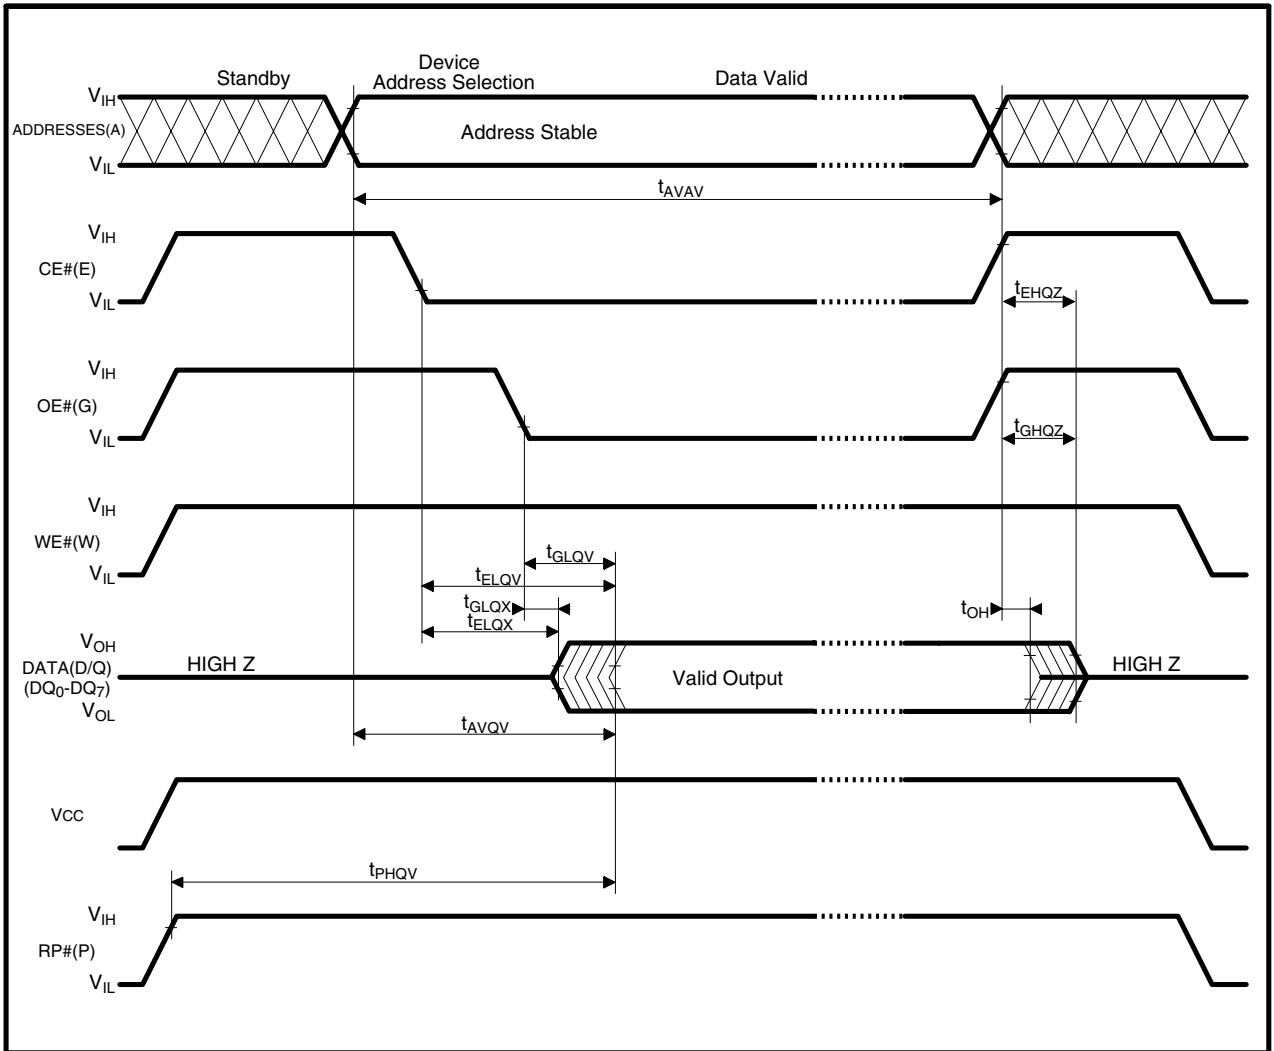 Standby
Device
Address Selection
Data Valid
VIH
ADDRESSES(A)
VIL
Address Stable
tAVAV
VIH
CE#(E)
VIL
tEHQZ
VIH
OE#(G)
VIL
tGHQZ
VIH
WE#(W)
VIL
tGLQV
tELQV
tGLQX
tELQX
tOH
VOH
DATA(D/Q)
(DQ0-DQ7)
VOL
HIGH Z
Valid Output
HIGH Z
tAVQV
VCC
tPHQV
VIH
RP#(P)
VIL